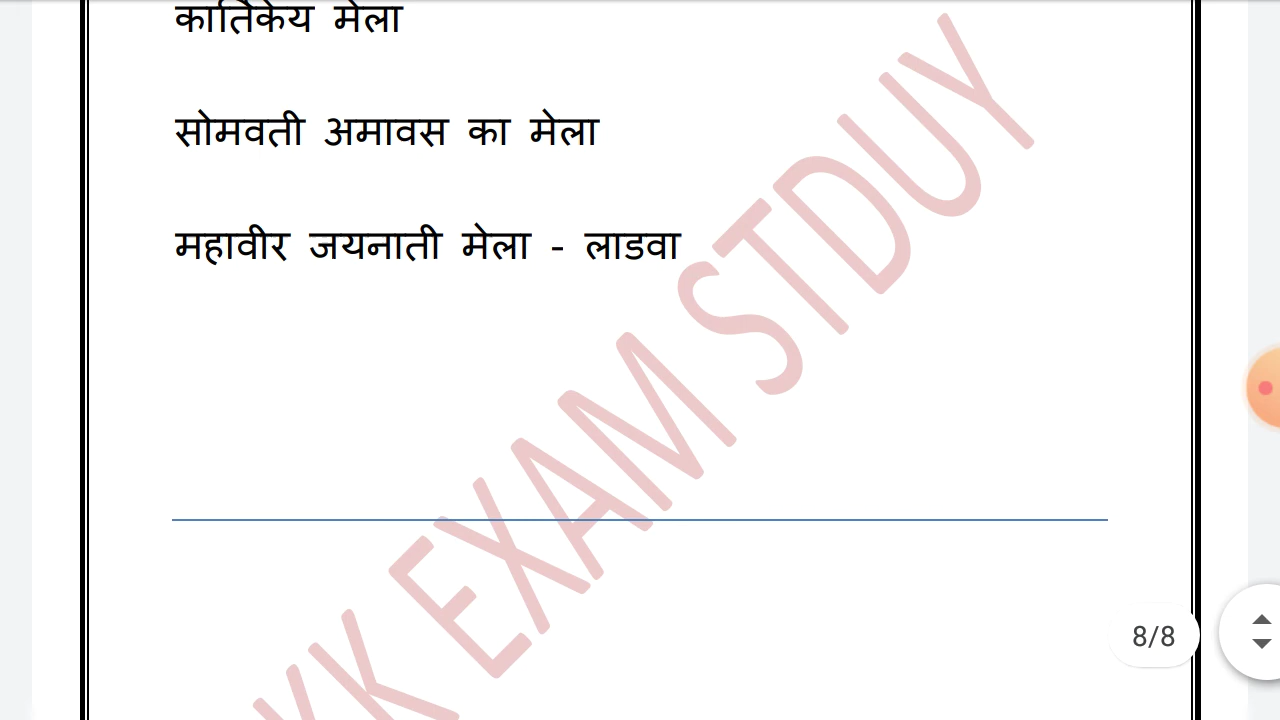 कार्तिकेय मेला
सोमवती अमावस का मेला
महावीर जयनाती मेला - लाडवा
KK EXAM STDUY
8/8